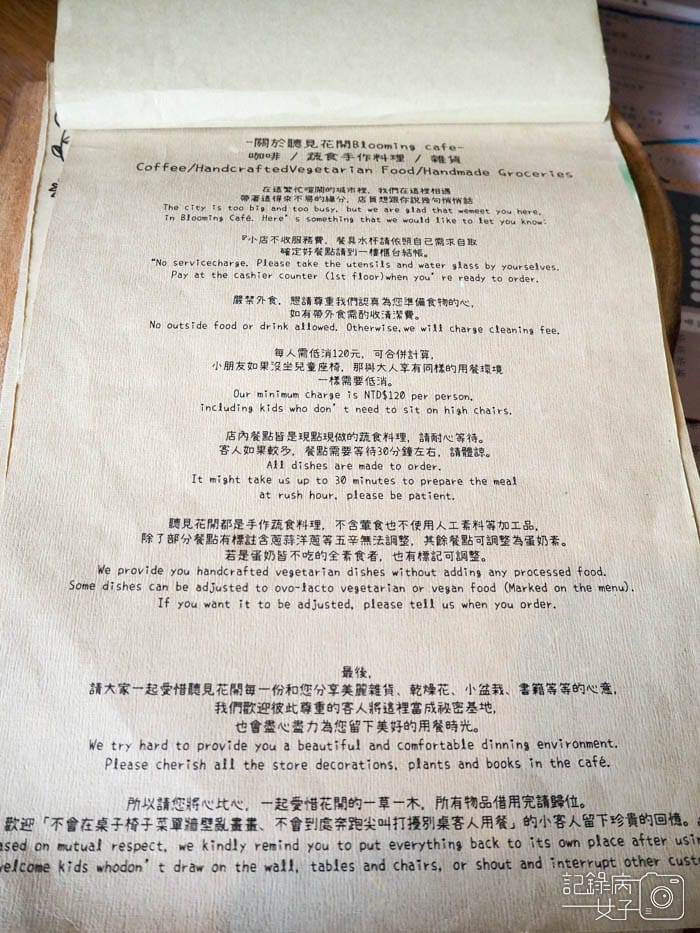 -關於聽見花開Blooming cafe-
咖啡 / 蔬食手作料理 / 雜貨
Coffee/HandcraftedVegetarian Food/Handmade Groceries
在這繁忙喧鬧的城市裡，我們在這裡相遇
帶著這得來不易的緣分，店員想跟你說幾句悄悄話
The city is too big and too busy, but we are glad that wemeet you here,
in Blooming Café. Here's something that we would like to let you know:
『小店不收服務費，餐具水杯請依照自己需求自取
確定好餐點請到一樓櫃台結帳。
"No servicecharge. Please take the utensils and water glass by yourselves.
Pay at the cashier counter (1st floor)when you're ready to order.
嚴禁外食，懇請尊重我們認真為您準備食物的心，
如有帶外食需酌收清潔費。
No outside food or drink allowed. Otherwise,we will charge cleaning fee.
每人需低消120元，可合併計算，
小朋友如果沒坐兒童座椅，那與大人享有同樣的用餐環境
一樣需要低消。
Our minimum charge is NTD$120 per person,
including kids who don't need to sit on high chairs.
店內餐點皆是現點現做的蔬食料理，請耐心等待。
客人如果較多，餐點需要等待30分鐘左右，請體諒。
All dishes are made to order.
It might take us up to 30 minutes to prepare the meal
at rush hour, please be patient.
聽見花開都是手作蔬食料理，不含葷食也不使用人工素料等加工品，
除了部分餐點有標註含蔥蒜洋蔥等五辛無法調整，其餘餐點可調整為蛋奶素。
若是蛋奶皆不吃的全素食者，也有標記可調整。
We provide you handcrafted vegetarian dishes without adding any processed food.
Some dishes can be adjusted to ovo-lacto vegetarian or vegan food (Marked on the menu).
If you want it to be adjusted, please tell us when you order.
最後，
請大家一起愛惜聽見花開每一份和您分享美麗雜貨、乾燥花、小盆栽、書籍等等的心意，
我們歡迎彼此尊重的客人將這裡當成祕密基地，
也會盡心盡力為您留下美好的用餐時光。
We try hard to provide you a beautiful and comfortable dinning environment.
Please cherish all the store decorations, plants and books in the café.
所以請您將心比心，一起愛惜花開的一草一木，所有物品借用完請歸位。
歡迎「不會在桌子椅子菜單牆壁亂畫畫、不會到處奔跑尖叫打擾別桌客人用餐」的小客人留下珍貴的回憶。
ased on mutual respect, we kindly remind you to put everything back to its own place after usin
welcome kids whodon't draw on the wall, tables and chairs, or shout and interrupt other custo
記錄病
女子